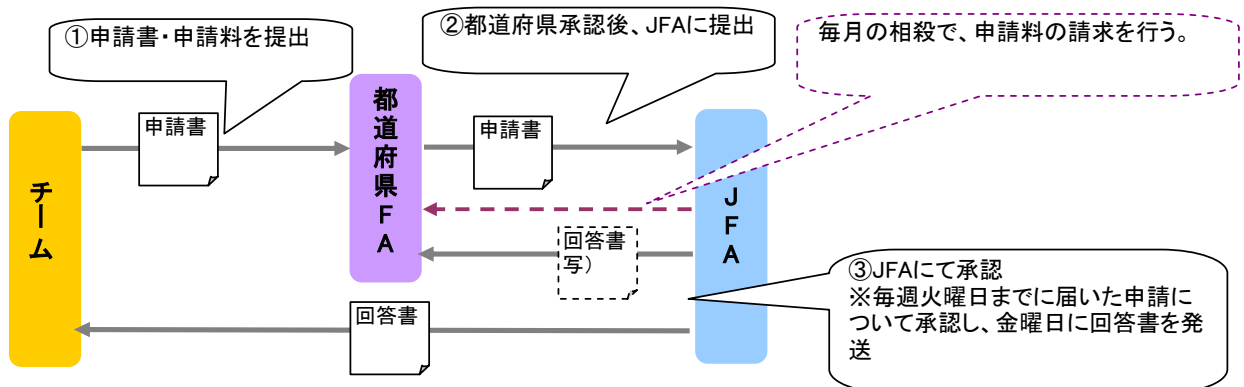 ①申請書・申請料を提出
②都道府県承認後、JFAに提出
毎月の相殺で、申請料の請求を行う。
チーム
申請書
都道府県FA
申請書
JFA
回答書
写）
回答書
③JFAにて承認
※毎週火曜日までに届いた申請に
ついて承認し、金曜日に回答書を発
送